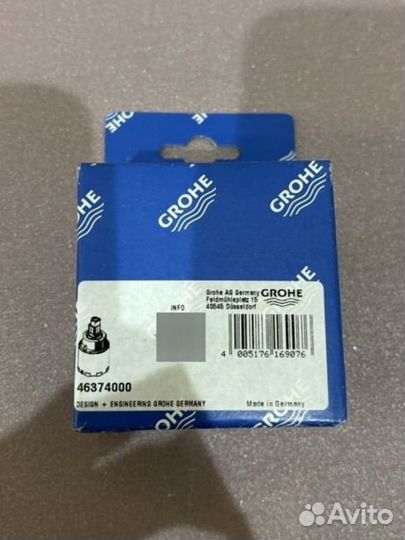 GROHE
GROHE
GROHE
Grohe AG Germany
Feldmühleplatz 15
40545 Düsseldorf
GROHE
INFO
4 005176 169076
46374000
DESIGN + ENGINEERING GROHE GERMANY
Made in Germany
Avito